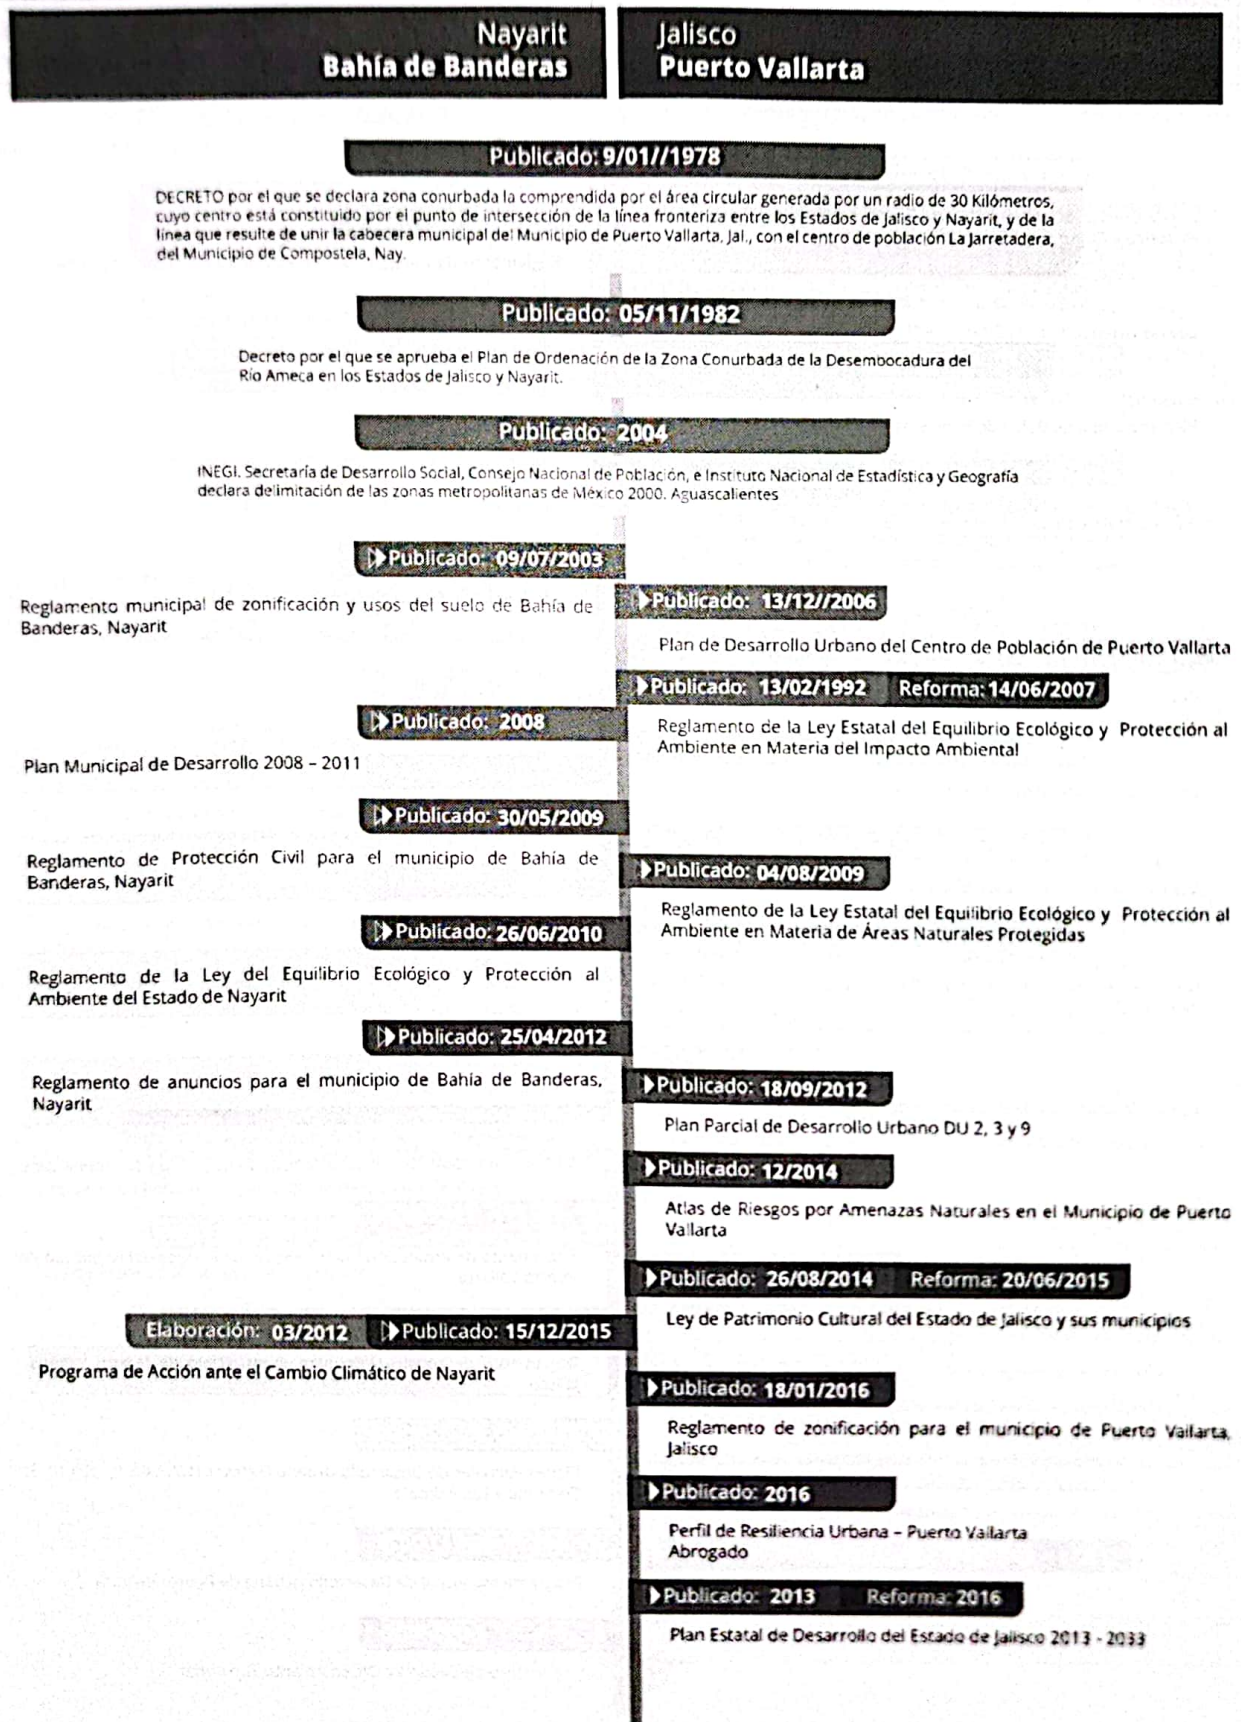 Nayarit
Bahía de Banderas
Jalisco
Puerto Vallarta
Publicado: 9/01//1978
DECRETO por el que se declara zona conurbada la comprendida por el área circular generada por un radio de 30 Kilómetros,
cuyo centro está constituido por el punto de intersección de la línea fronteriza entre los Estados de Jalisco y Nayarit, y de la
línea que resulte de unir la cabecera municipal del Municipio de Puerto Vallarta, Jal., con el centro de población La Jarretadera,
del Municipio de Compostela, Nay.
Publicado: 05/11/1982
Decreto por el que se aprueba el Plan de Ordenación de la Zona Conurbada de la Desembocadura del
Río Ameca en los Estados de Jalisco y Nayarit.
Publicado: 2004
INEGI. Secretaría de Desarrollo Social, Consejo Nacional de Población, e Instituto Nacional de Estadística y Geografía
declara delimitación de las zonas metropolitanas de México 2000. Aguascalientes
Publicado: 09/07/2003
Reglamento municipal de zonificación y usos del suelo de Bahía de
Banderas, Nayarit
Publicado: 13/12//2006
Plan de Desarrollo Urbano del Centro de Población de Puerto Vallarta
Publicado: 13/02/1992 Reforma: 14/06/2007
Reglamento de la Ley Estatal del Equilibrio Ecológico y Protección al
Ambiente en Materia del Impacto Ambiental
Publicado: 2008
Plan Municipal de Desarrollo 2008 – 2011
Publicado: 30/05/2009
Reglamento de Protección Civil para el municipio de Bahía de
Banderas, Nayarit
Publicado: 04/08/2009
Reglamento de la Ley Estatal del Equilibrio Ecológico y Protección al
Ambiente en Materia de Áreas Naturales Protegidas
Publicado: 26/06/2010
Reglamento de la Ley del Equilibrio Ecológico y Protección al
Ambiente del Estado de Nayarit
Publicado: 25/04/2012
Reglamento de anuncios para el municipio de Bahía de Banderas,
Nayarit
Publicado: 18/09/2012
Plan Parcial de Desarrollo Urbano DU 2, 3 y 9
Publicado: 12/2014
Atlas de Riesgos por Amenazas Naturales en el Municipio de Puerto
Vallarta
Publicado: 26/08/2014 Reforma: 20/06/2015
Ley de Patrimonio Cultural del Estado de Jalisco y sus municipios
Elaboración: 03/2012 Publicado: 15/12/2015
Programa de Acción ante el Cambio Climático de Nayarit
Publicado: 18/01/2016
Reglamento de zonificación para el municipio de Puerto Vallarta,
Jalisco
Publicado: 2016
Perfil de Resiliencia Urbana – Puerto Vallarta
Abrogado
Publicado: 2013 Reforma: 2016
Plan Estatal de Desarrollo del Estado de Jalisco 2013 - 2033